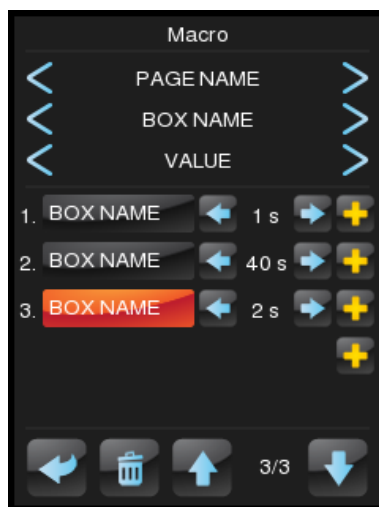 Macro
PAGE NAME
BOX NAME
VALUE
1. BOX NAME 1 s
2. BOX NAME 40 s
3. BOX NAME 2 s
3/3